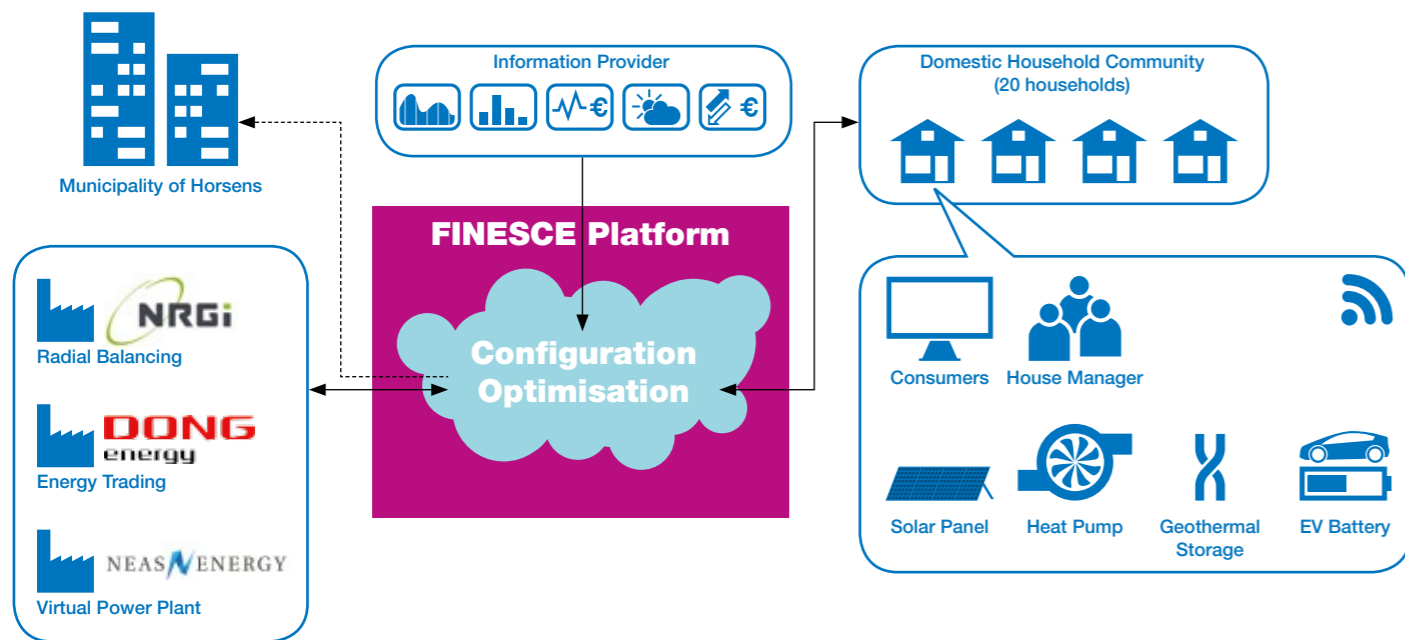 Information Provider
€
€
Domestic Household Community
(20 households)
Municipality of Horsens
FINESCE Platform
Configuration
Optimisation
NRGi
Radial Balancing
DONG
energy
Energy Trading
NEAS ENERGY
Virtual Power Plant
Consumers
House Manager
Solar Panel
Heat Pump
Geothermal
Storage
EV Battery